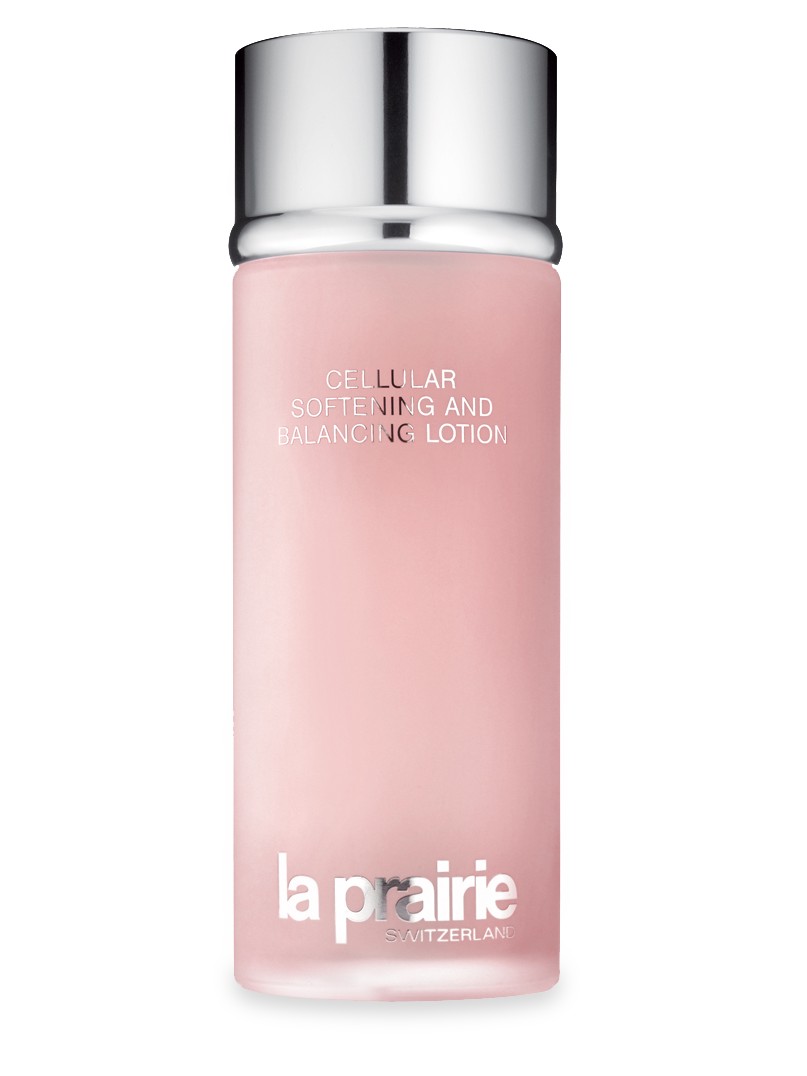 CELLULAR
SOFTENING AND
BALANCING LOTION
la prairie
SWITZERLAND